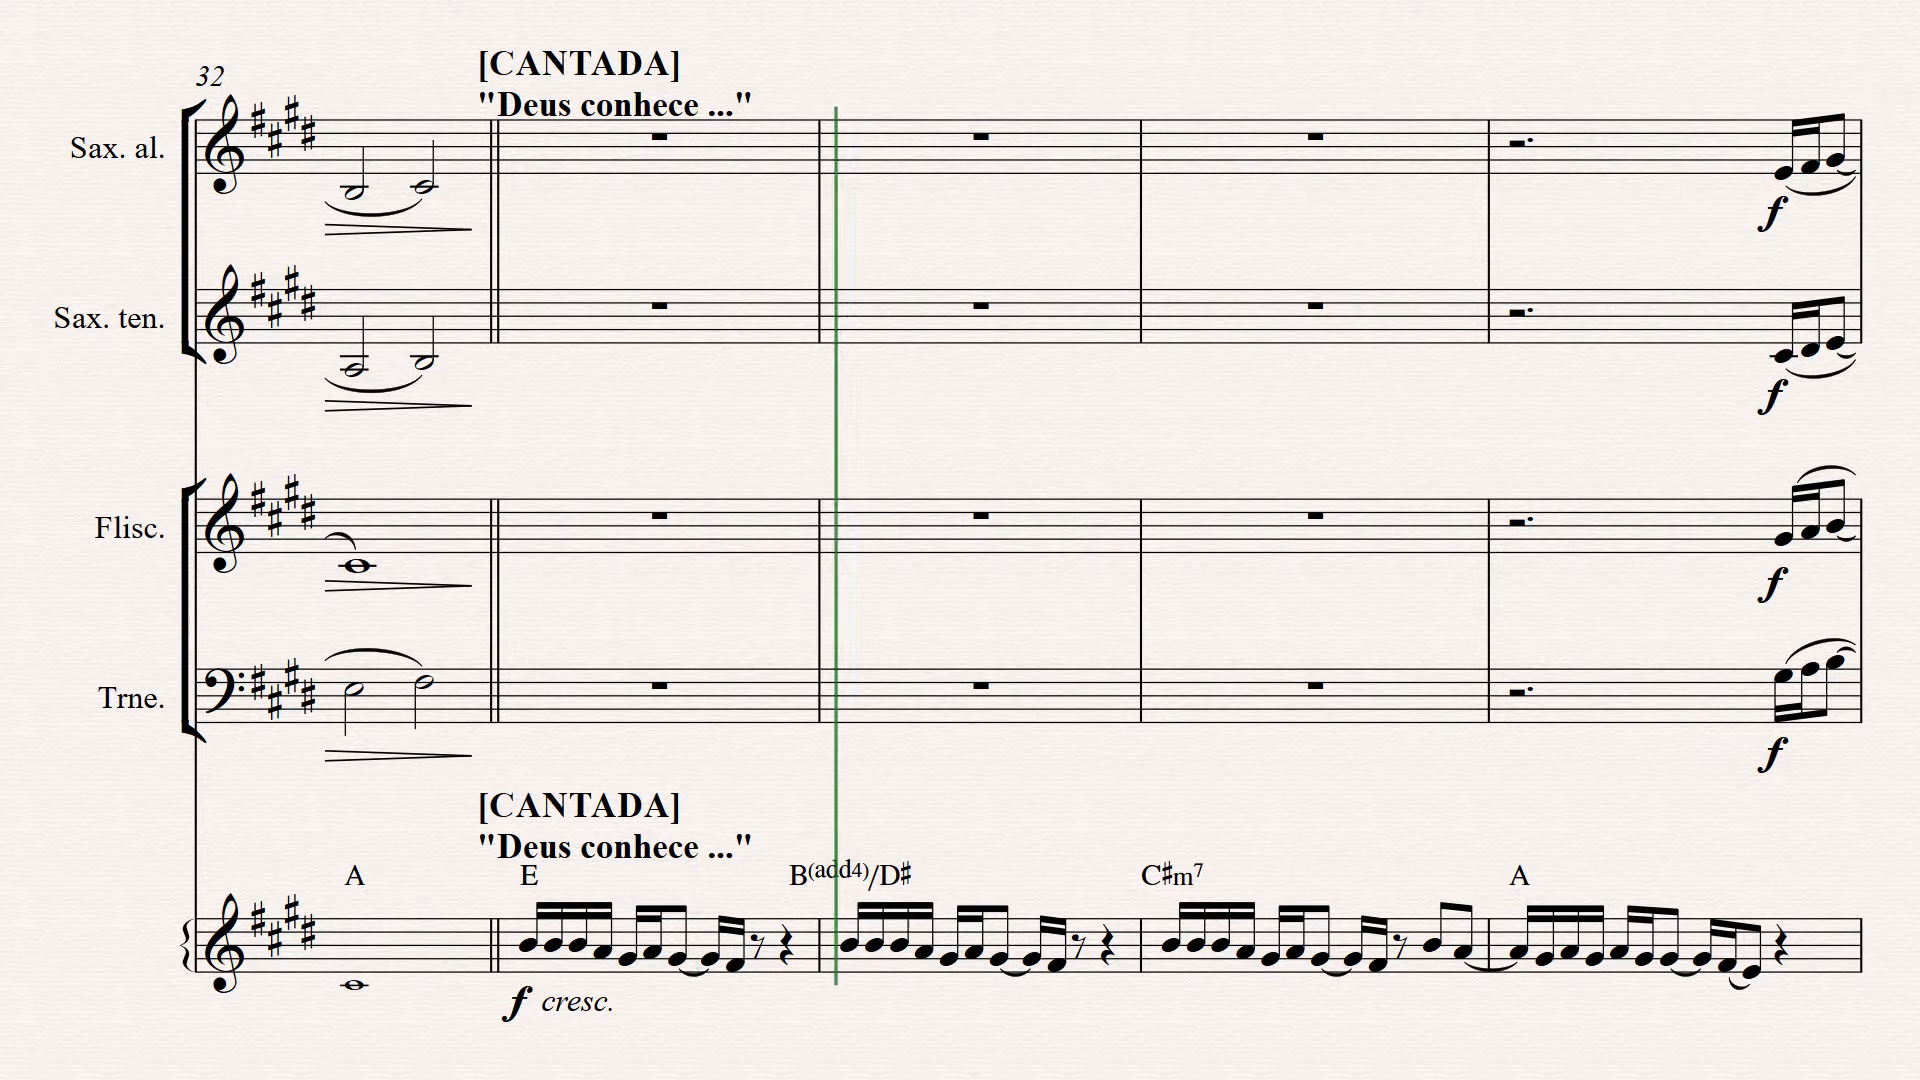 32
[CANTADA]
"Deus conhece ..."
Sax. al.
f
Sax. ten.
f
Flisc.
f
Trne.
f
[CANTADA]
"Deus conhece ..."
A E B(add4)/D♯ C♯m7 A
f cresc.